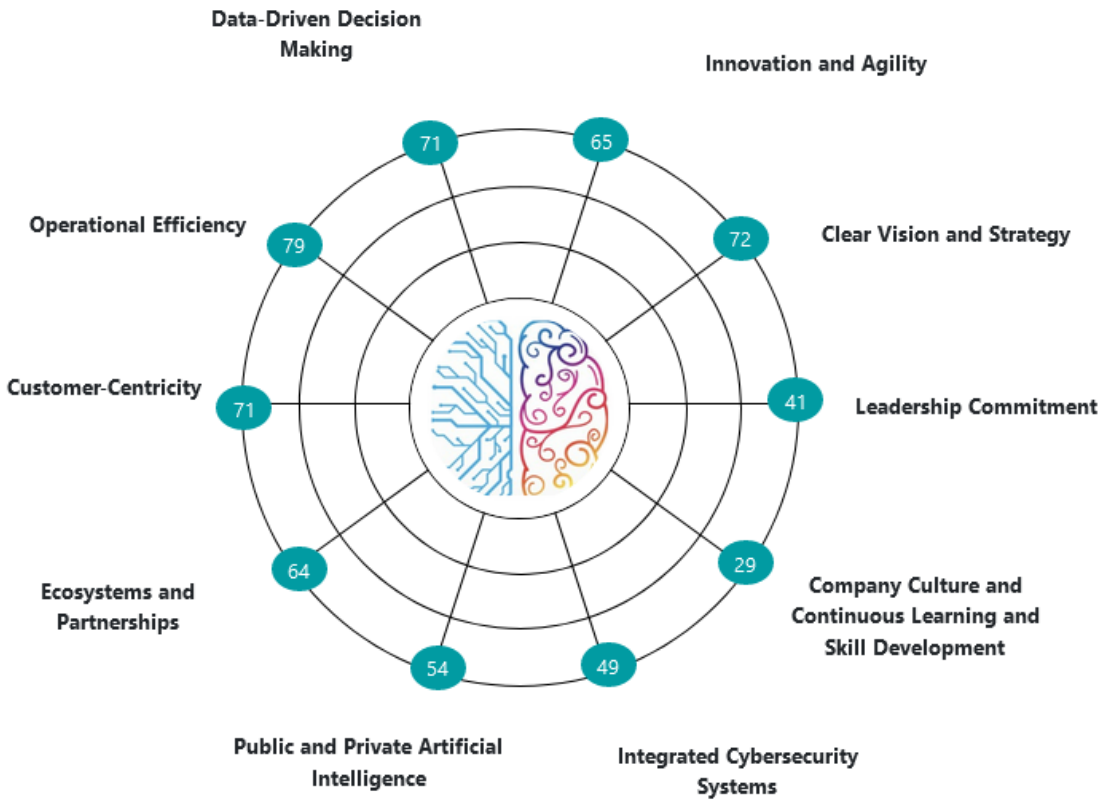 Data-Driven Decision
Making
Innovation and Agility
71
65
Operational Efficiency
79
72
Clear Vision and Strategy
Customer-Centricity
71
41
Leadership Commitment
64
29
Ecosystems and
Partnerships
Company Culture and
Continuous Learning and
Skill Development
54
49
Public and Private Artificial
Intelligence
Integrated Cybersecurity
Systems